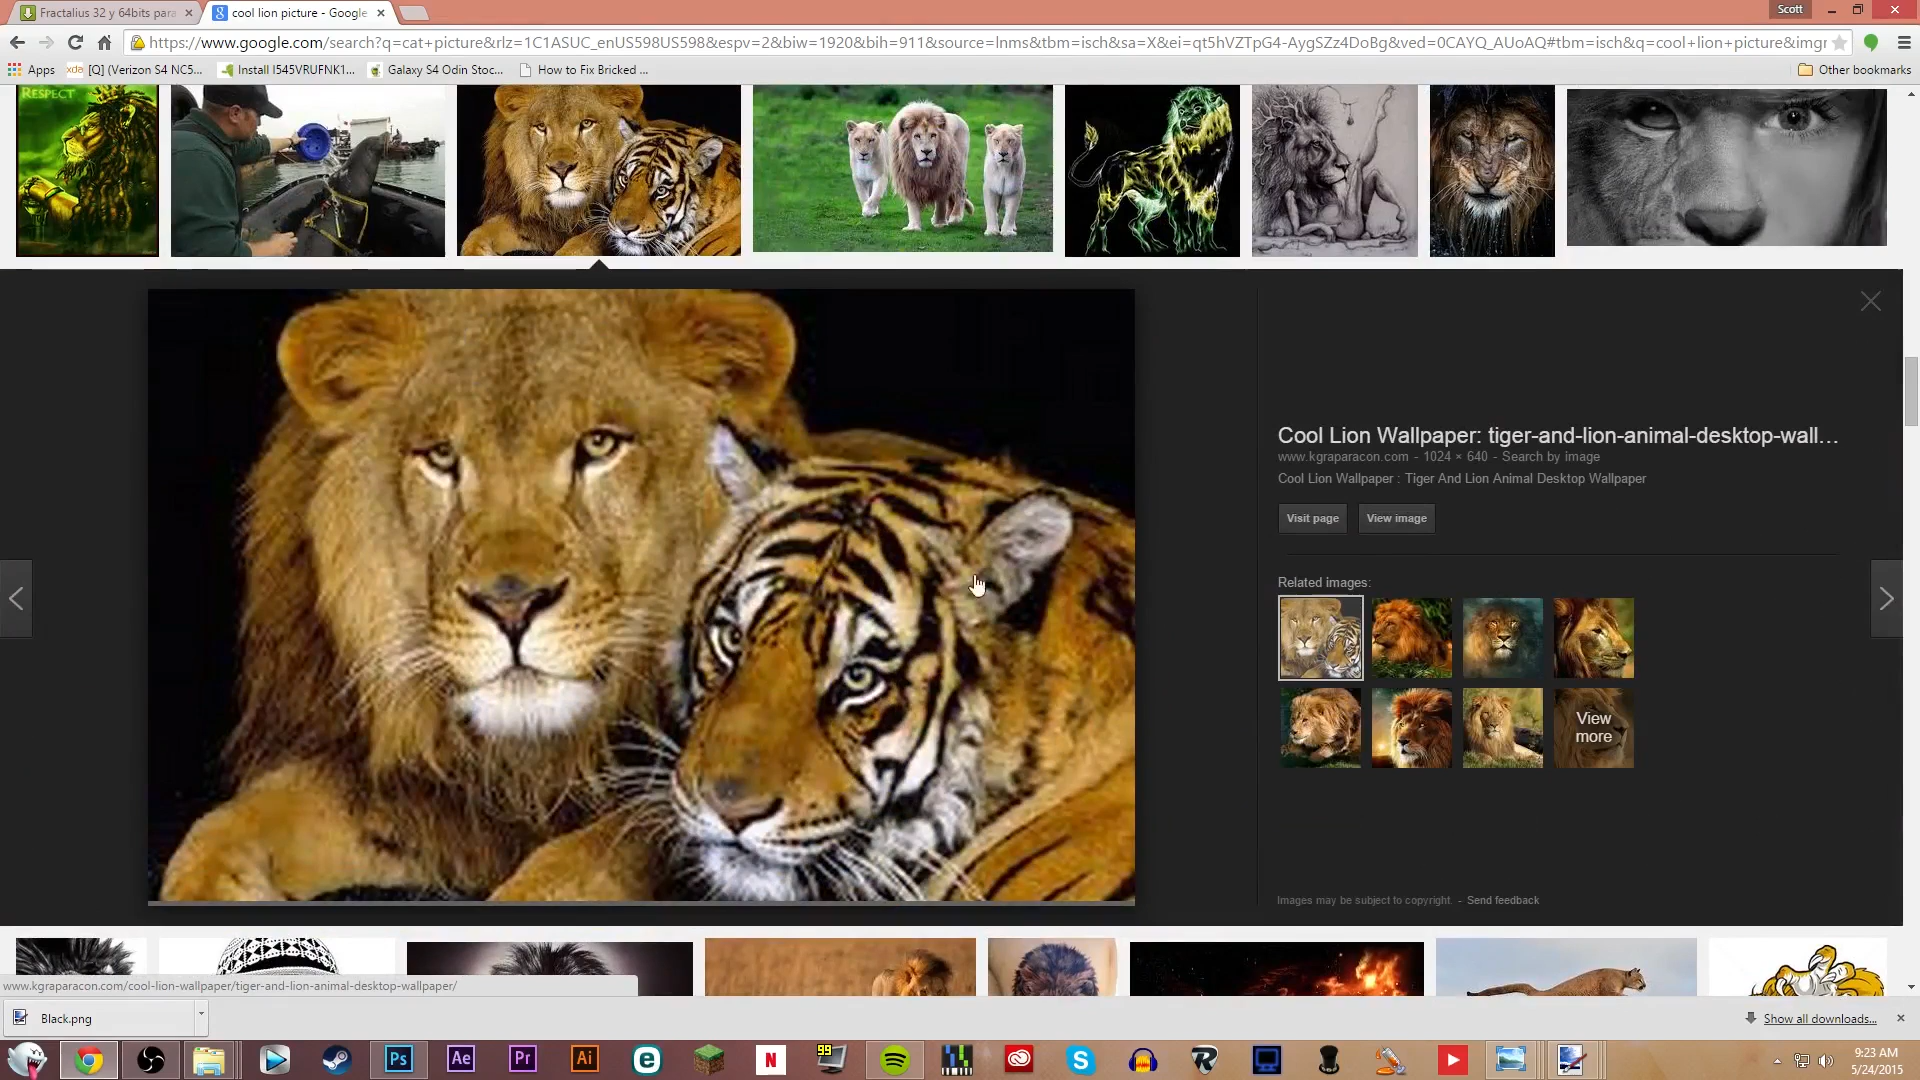 Fractalius 32 y 64bits para
cool lion picture - Google
Scott
https://www.google.com/search?q=cat+picture&rlz=1C1ASUC_enUS598US598&espv=2&biw=1920&bih=911&source=lnms&tbm=isch&sa=X&ei=qt5hVZTpG4-AygSZz4DoBg&ved=0CAYQ_AUoAQ#tbm=isch&q=cool+lion+picture&imgr
Apps
[Q] (Verizon S4 NC5...
Install I545VRUFNK1...
Galaxy S4 Odin Stoc...
How to Fix Bricked ...
Other bookmarks
RESPECT
Cool Lion Wallpaper: tiger-and-lion-animal-desktop-wall...
www.kgraparacon.com - 1024 × 640 - Search by image
Cool Lion Wallpaper : Tiger And Lion Animal Desktop Wallpaper
Visit page
View image
Related images:
View
more
Images may be subject to copyright. - Send feedback
www.kgraparacon.com/cool-lion-wallpaper/tiger-and-lion-animal-desktop-wallpaper/
Black.png
Show all downloads...
Ps
Ae
Pr
Ai
N
99
9:23 AM
5/24/2015